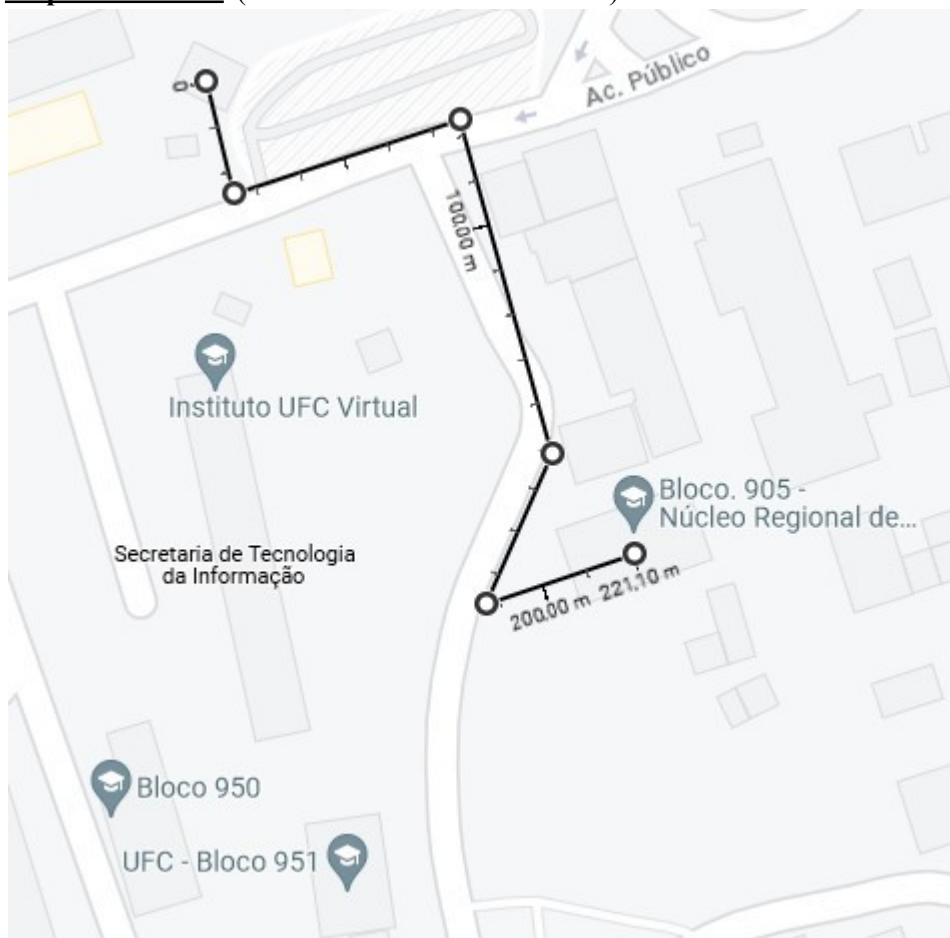 0
Ac. Público
100,00 m
Instituto UFC Virtual
Bloco. 905 -
Núcleo Regional de...
Secretaria de Tecnologia
da Informação
200,00 m
221,10 m
Bloco 950
UFC - Bloco 951